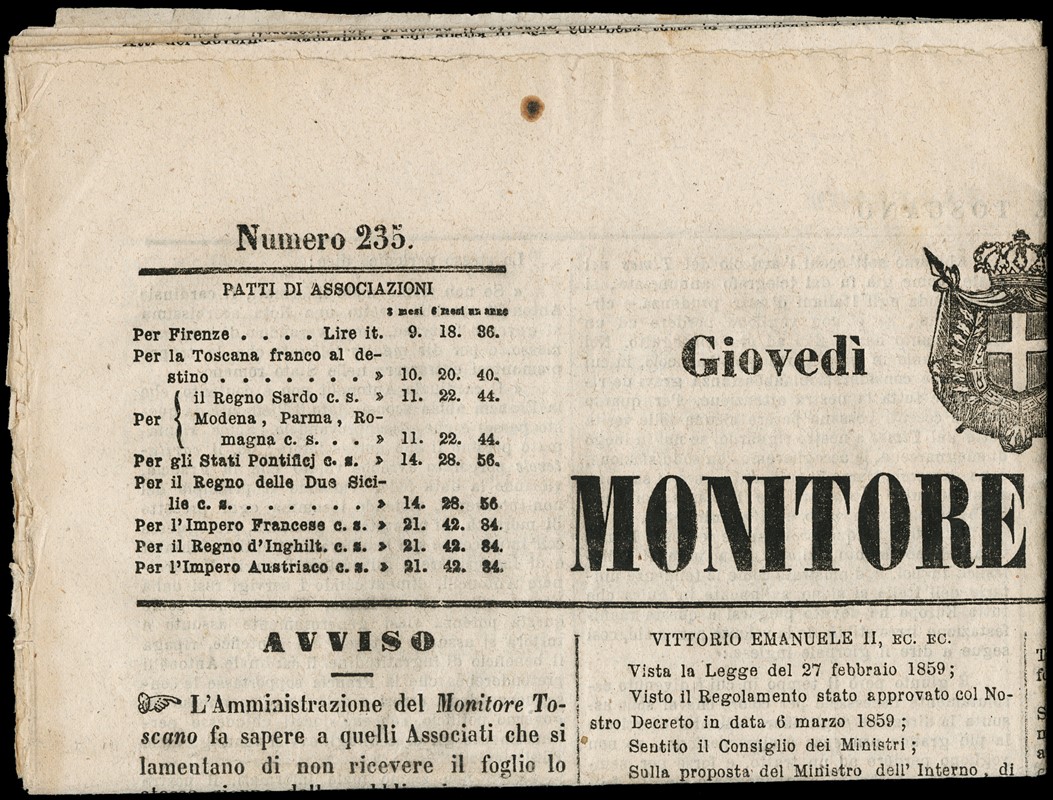 Numero 235.
PATTI DI ASSOCIAZIONI
3 mesi 6 mesi un anno
Per Firenze . . . . Lire it. 9. 18. 36.
Per la Toscana franco al de-
stino . . . . . . . » 10. 20. 40.
il Regno Sardo c. s. » 11. 22. 44.
Per { Modena, Parma, Ro-
magna c. s. . . » 11. 22. 44.
Per gli Stati Pontificj c. s. » 14. 28. 56.
Per il Regno delle Due Sici-
lie c. s. . . . . . . » 14. 28. 56
Per l'Impero Francese c. s. » 21. 42. 84.
Per il Regno d'Inghilt. c. s. » 21. 42. 84.
Per l'Impero Austriaco c. s. » 21. 42. 84.
Giovedì
MONITORE
AVVISO
☞ L'Amministrazione del Monitore To-
scano fa sapere a quelli Associati che si
lamentano di non ricevere il foglio lo
VITTORIO EMANUELE II, EC. EC.
Vista la Legge del 27 febbraio 1859;
Visto il Regolamento stato approvato col No-
stro Decreto in data 6 marzo 1859;
Sentito il Consiglio dei Ministri;
Sulla proposta del Ministro dell'Interno, di